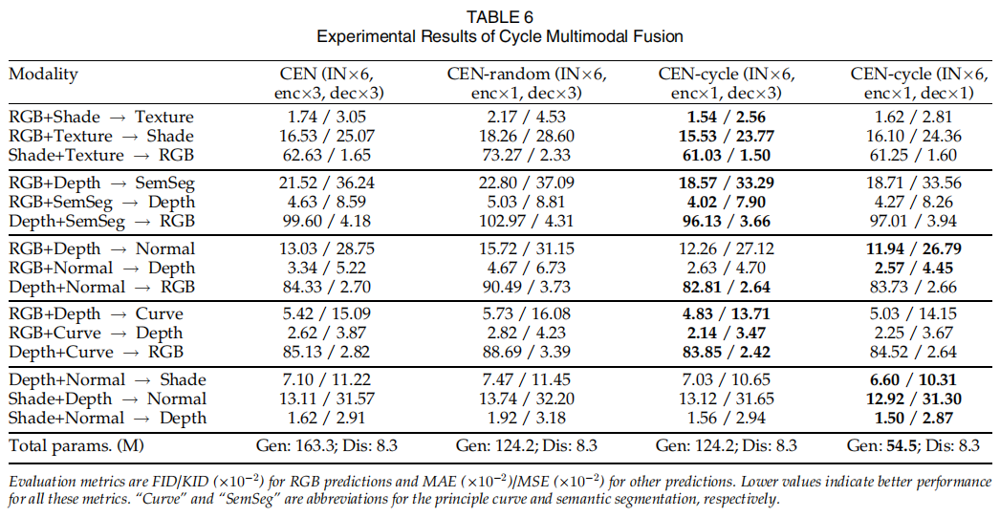 TABLE 6
Experimental Results of Cycle Multimodal Fusion
Modality CEN (IN×6, enc×3, dec×3) CEN-random (IN×6, enc×1, dec×3) CEN-cycle (IN×6, enc×1, dec×3) CEN-cycle (IN×6, enc×1, dec×1)
RGB+Shade → Texture 1.74 / 3.05 2.17 / 4.53 1.54 / 2.56 1.62 / 2.81
RGB+Texture → Shade 16.53 / 25.07 18.26 / 28.60 15.53 / 23.77 16.10 / 24.36
Shade+Texture → RGB 62.63 / 1.65 73.27 / 2.33 61.03 / 1.50 61.25 / 1.60
RGB+Depth → SemSeg 21.52 / 36.24 22.80 / 37.09 18.57 / 33.29 18.71 / 33.56
RGB+SemSeg → Depth 4.63 / 8.59 5.03 / 8.81 4.02 / 7.90 4.27 / 8.26
Depth+SemSeg → RGB 99.60 / 4.18 102.97 / 4.31 96.13 / 3.66 97.01 / 3.94
RGB+Depth → Normal 13.03 / 28.75 15.72 / 31.15 12.26 / 27.12 11.94 / 26.79
RGB+Normal → Depth 3.34 / 5.22 4.67 / 6.73 2.63 / 4.70 2.57 / 4.45
Depth+Normal → RGB 84.33 / 2.70 90.49 / 3.73 82.81 / 2.64 83.73 / 2.66
RGB+Depth → Curve 5.42 / 15.09 5.73 / 16.08 4.83 / 13.71 5.03 / 14.15
RGB+Curve → Depth 2.62 / 3.87 2.82 / 4.23 2.14 / 3.47 2.25 / 3.67
Depth+Curve → RGB 85.13 / 2.82 88.69 / 3.39 83.85 / 2.42 84.52 / 2.64
Depth+Normal → Shade 7.10 / 11.22 7.47 / 11.45 7.03 / 10.65 6.60 / 10.31
Shade+Depth → Normal 13.11 / 31.57 13.74 / 32.20 13.12 / 31.65 12.92 / 31.30
Shade+Normal → Depth 1.62 / 2.91 1.92 / 3.18 1.56 / 2.94 1.50 / 2.87
Total params. (M) Gen: 163.3; Dis: 8.3 Gen: 124.2; Dis: 8.3 Gen: 124.2; Dis: 8.3 Gen: 54.5; Dis: 8.3
Evaluation metrics are FID/KID (×10⁻²) for RGB predictions and MAE (×10⁻²)/MSE (×10⁻²) for other predictions. Lower values indicate better performance
for all these metrics. “Curve” and “SemSeg” are abbreviations for the principle curve and semantic segmentation, respectively.